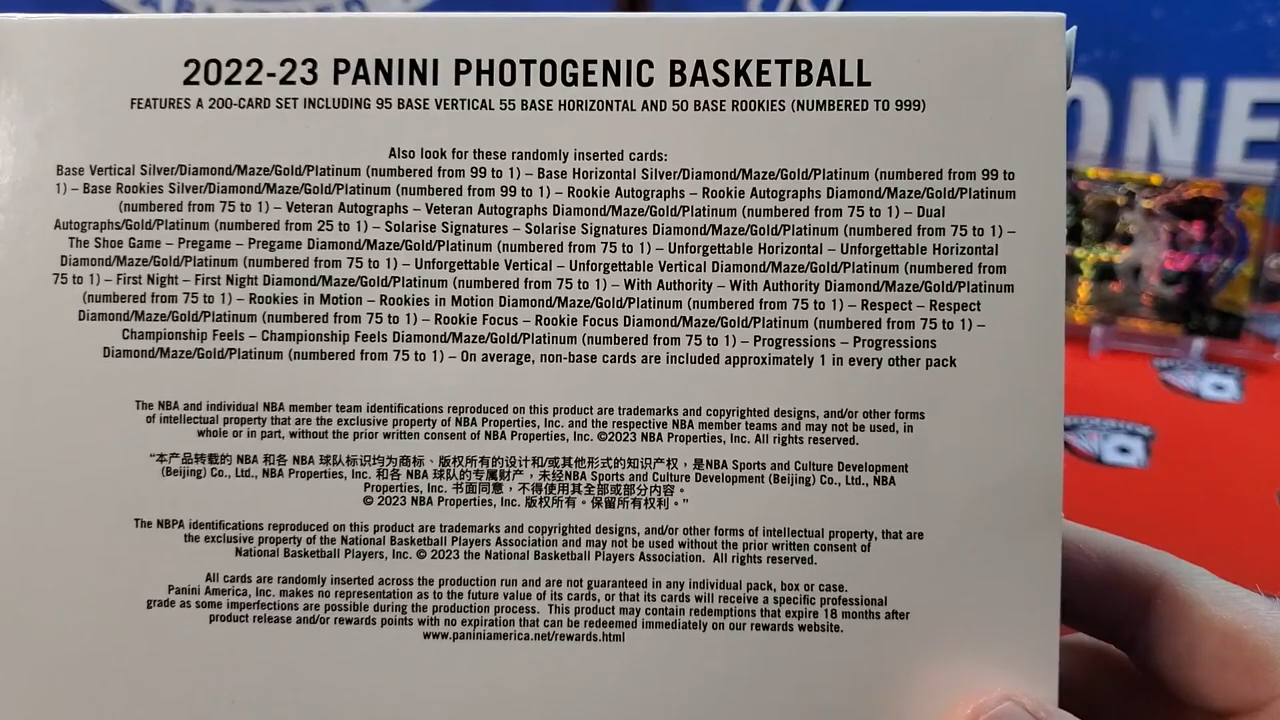 2022-23 PANINI PHOTOGENIC BASKETBALL
FEATURES A 200-CARD SET INCLUDING 95 BASE VERTICAL 55 BASE HORIZONTAL AND 50 BASE ROOKIES (NUMBERED TO 999)
Also look for these randomly inserted cards:
Base Vertical Silver/Diamond/Maze/Gold/Platinum (numbered from 99 to 1) – Base Horizontal Silver/Diamond/Maze/Gold/Platinum (numbered from 99 to
1) – Base Rookies Silver/Diamond/Maze/Gold/Platinum (numbered from 99 to 1) – Rookie Autographs – Rookie Autographs Diamond/Maze/Gold/Platinum
(numbered from 75 to 1) – Veteran Autographs – Veteran Autographs Diamond/Maze/Gold/Platinum (numbered from 75 to 1) – Dual
Autographs/Gold/Platinum (numbered from 25 to 1) – Solarise Signatures – Solarise Signatures Diamond/Maze/Gold/Platinum (numbered from 75 to 1) –
The Shoe Game – Pregame – Pregame Diamond/Maze/Gold/Platinum (numbered from 75 to 1) – Unforgettable Horizontal – Unforgettable Horizontal
Diamond/Maze/Gold/Platinum (numbered from 75 to 1) – Unforgettable Vertical – Unforgettable Vertical Diamond/Maze/Gold/Platinum (numbered from
75 to 1) – First Night – First Night Diamond/Maze/Gold/Platinum (numbered from 75 to 1) – With Authority – With Authority Diamond/Maze/Gold/Platinum
(numbered from 75 to 1) – Rookies in Motion – Rookies in Motion Diamond/Maze/Gold/Platinum (numbered from 75 to 1) – Respect – Respect
Diamond/Maze/Gold/Platinum (numbered from 75 to 1) – Rookie Focus – Rookie Focus Diamond/Maze/Gold/Platinum (numbered from 75 to 1) –
Championship Feels – Championship Feels Diamond/Maze/Gold/Platinum (numbered from 75 to 1) – Progressions – Progressions
Diamond/Maze/Gold/Platinum (numbered from 75 to 1) – On average, non-base cards are included approximately 1 in every other pack
The NBA and individual NBA member team identifications reproduced on this product are trademarks and copyrighted designs, and/or other forms
of intellectual property that are the exclusive property of NBA Properties, Inc. and the respective NBA member teams and may not be used, in
whole or in part, without the prior written consent of NBA Properties, Inc. ©2023 NBA Properties, Inc. All rights reserved.
“本产品转载的 NBA 和各 NBA 球队标识均为商标、版权所有的设计和/或其他形式的知识产权，是NBA Sports and Culture Development
(Beijing) Co., Ltd., NBA Properties, Inc. 和各 NBA 球队的专属财产，未经NBA Sports and Culture Development (Beijing) Co., Ltd., NBA
Properties, Inc. 书面同意，不得使用其全部或部分内容。
© 2023 NBA Properties, Inc. 版权所有。保留所有权利。”
The NBPA identifications reproduced on this product are trademarks and copyrighted designs, and/or other forms of intellectual property, that are
the exclusive property of the National Basketball Players Association and may not be used without the prior written consent of
National Basketball Players, Inc. © 2023 the National Basketball Players Association. All rights reserved.
All cards are randomly inserted across the production run and are not guaranteed in any individual pack, box or case.
Panini America, Inc. makes no representation as to the future value of its cards, or that its cards will receive a specific professional
grade as some imperfections are possible during the production process. This product may contain redemptions that expire 18 months after
product release and/or rewards points with no expiration that can be redeemed immediately on our rewards website.
www.paniniamerica.net/rewards.html
ONE